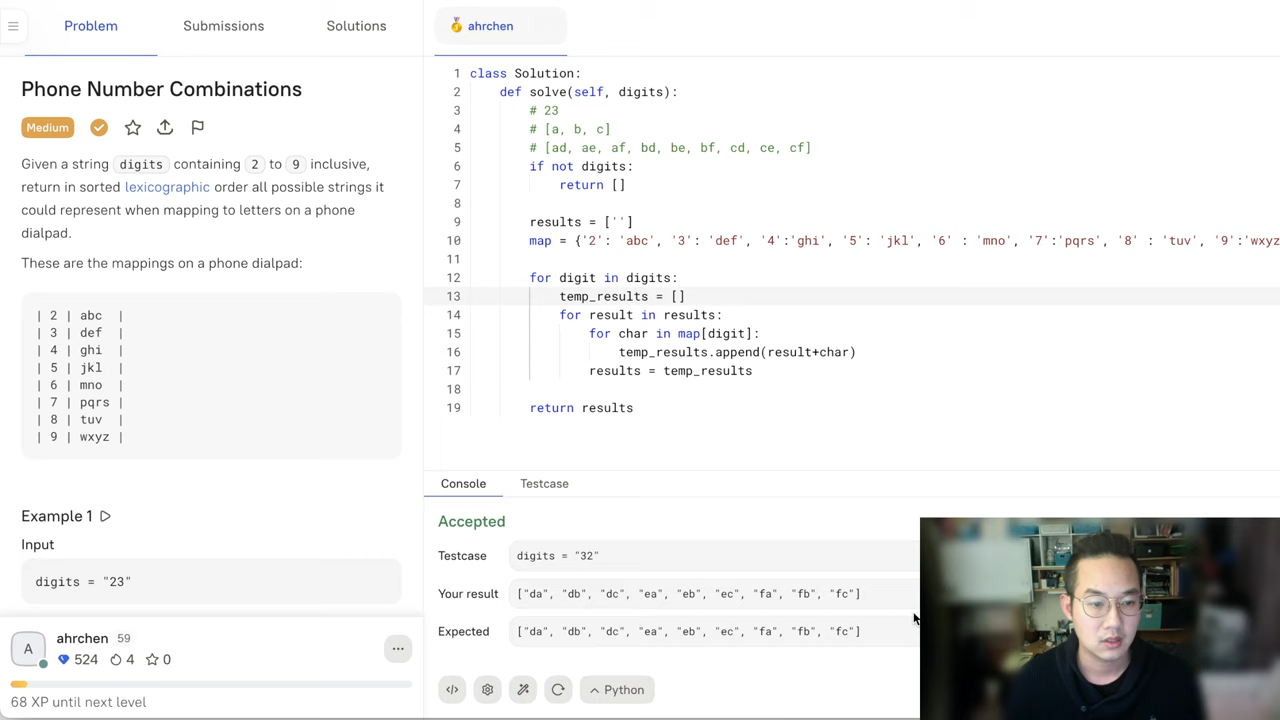 Problem
Submissions
Solutions
ahrchen
Phone Number Combinations
Medium
Given a string digits containing 2 to 9 inclusive,
return in sorted lexicographic order all possible strings it
could represent when mapping to letters on a phone
dialpad.
These are the mappings on a phone dialpad:
| 2 | abc |
| 3 | def |
| 4 | ghi |
| 5 | jkl |
| 6 | mno |
| 7 | pqrs |
| 8 | tuv |
| 9 | wxyz |
Example 1
Input
digits = "23"
A
ahrchen 59
524 4 0
68 XP until next level
1 class Solution:
2 def solve(self, digits):
3 # 23
4 # [a, b, c]
5 # [ad, ae, af, bd, be, bf, cd, ce, cf]
6 if not digits:
7 return []
8
9 results = ['']
10 map = {'2': 'abc', '3': 'def', '4':'ghi', '5': 'jkl', '6' : 'mno', '7':'pqrs', '8' : 'tuv', '9':'wxyz
11
12 for digit in digits:
13 temp_results = []
14 for result in results:
15 for char in map[digit]:
16 temp_results.append(result+char)
17 results = temp_results
18
19 return results
Console
Testcase
Accepted
Testcase
digits = "32"
Your result
["da", "db", "dc", "ea", "eb", "ec", "fa", "fb", "fc"]
Expected
["da", "db", "dc", "ea", "eb", "ec", "fa", "fb", "fc"]
Python